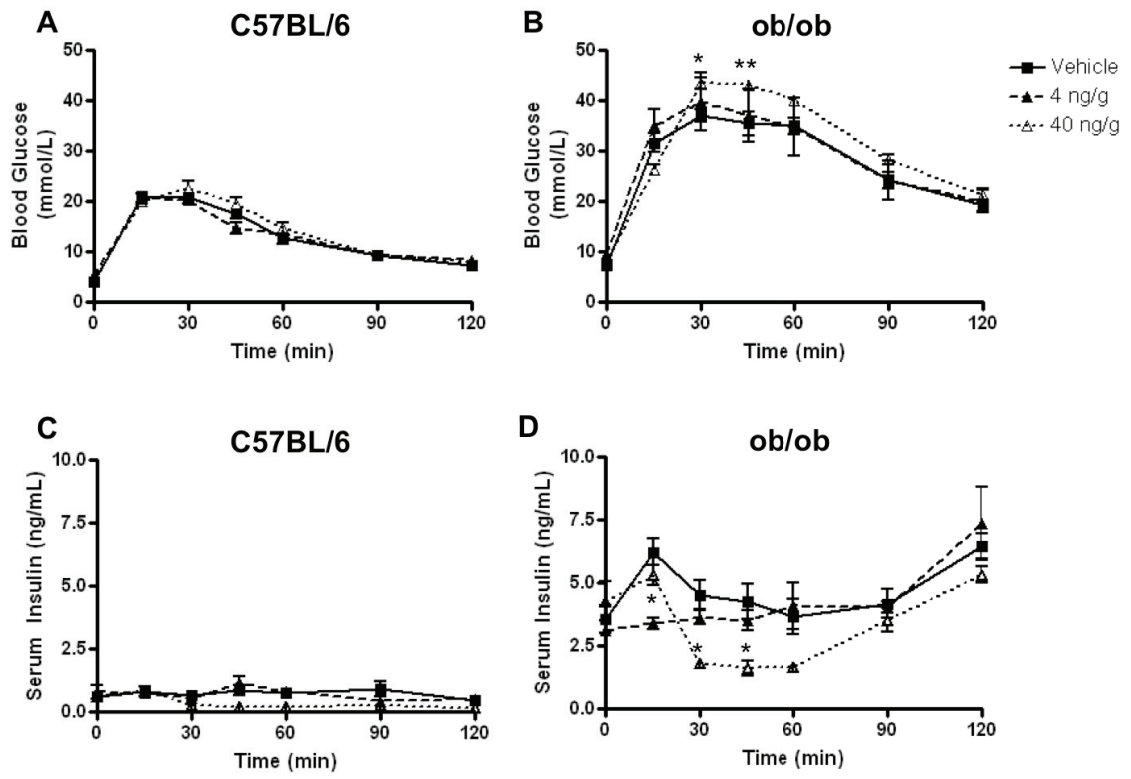 A
C57BL/6
Blood Glucose
(mmol/L)
50
40
30
20
10
0
0 30 60 90 120
Time (min)
B
ob/ob
Blood Glucose
(mmol/L)
50
40
30
20
10
0
* **
0 30 60 90 120
Time (min)
Vehicle
4 ng/g
40 ng/g
C
C57BL/6
Serum Insulin (ng/mL)
10.0
7.5
5.0
2.5
0.0
0 30 60 90 120
Time (min)
D
ob/ob
Serum Insulin (ng/mL)
10.0
7.5
5.0
2.5
0.0
*
* *
0 30 60 90 120
Time (min)